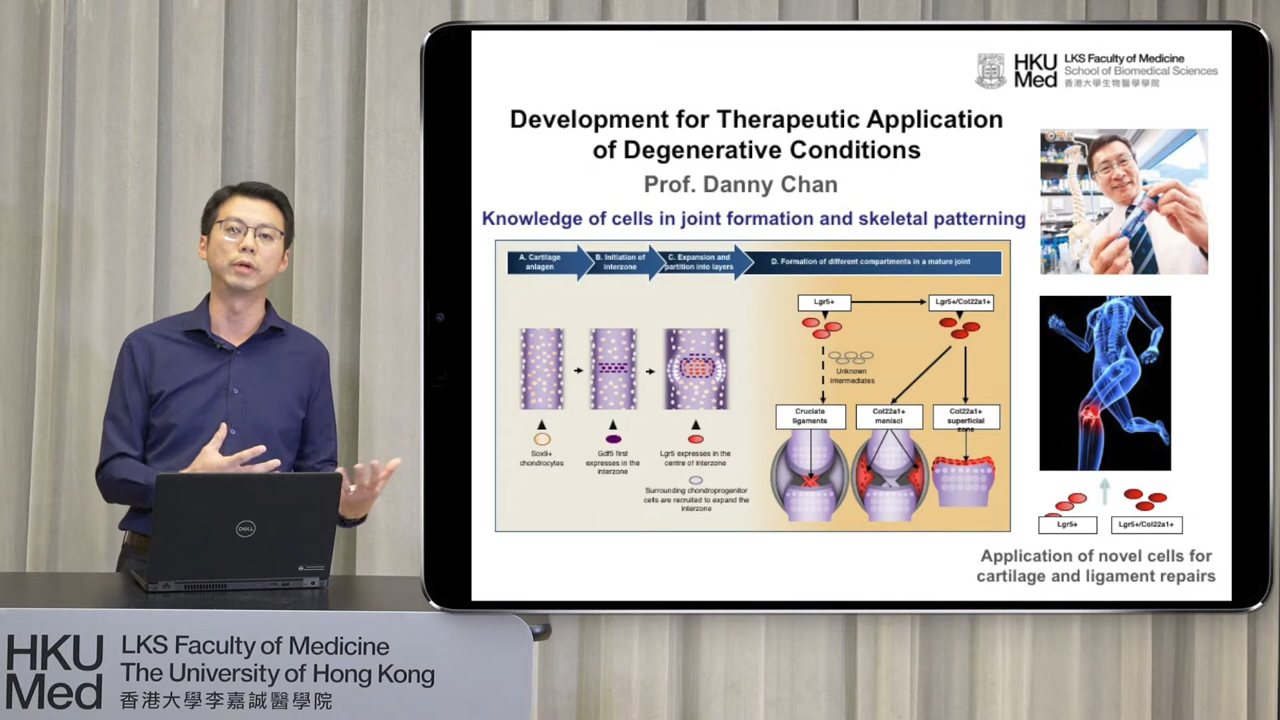 HKU
Med
LKS Faculty of Medicine
School of Biomedical Sciences
香港大學生物醫學學院
Development for Therapeutic Application
of Degenerative Conditions
Prof. Danny Chan
Knowledge of cells in joint formation and skeletal patterning
A. Cartilage
anlagen
B. Initiation of
interzone
C. Expansion and
partition into layers
D. Formation of different compartments in a mature joint
Lgr5+
Lgr5+/Col22a1+
Unknown
intermediates
Cruciate
ligaments
Col22a1+
menisci
Col22a1+
superficial
zone
Sox9+
chondrocytes
Gdf5 first
expresses in the
interzone
Lgr5 expresses in the
centre of interzone
Surrounding chondroprogenitor
cells are recruited to expand the
interzone
Lgr5+
Lgr5+/Col22a1+
Application of novel cells for
cartilage and ligament repairs
DELL
HKU
Med
LKS Faculty of Medicine
The University of Hong Kong
香港大學李嘉誠醫學院